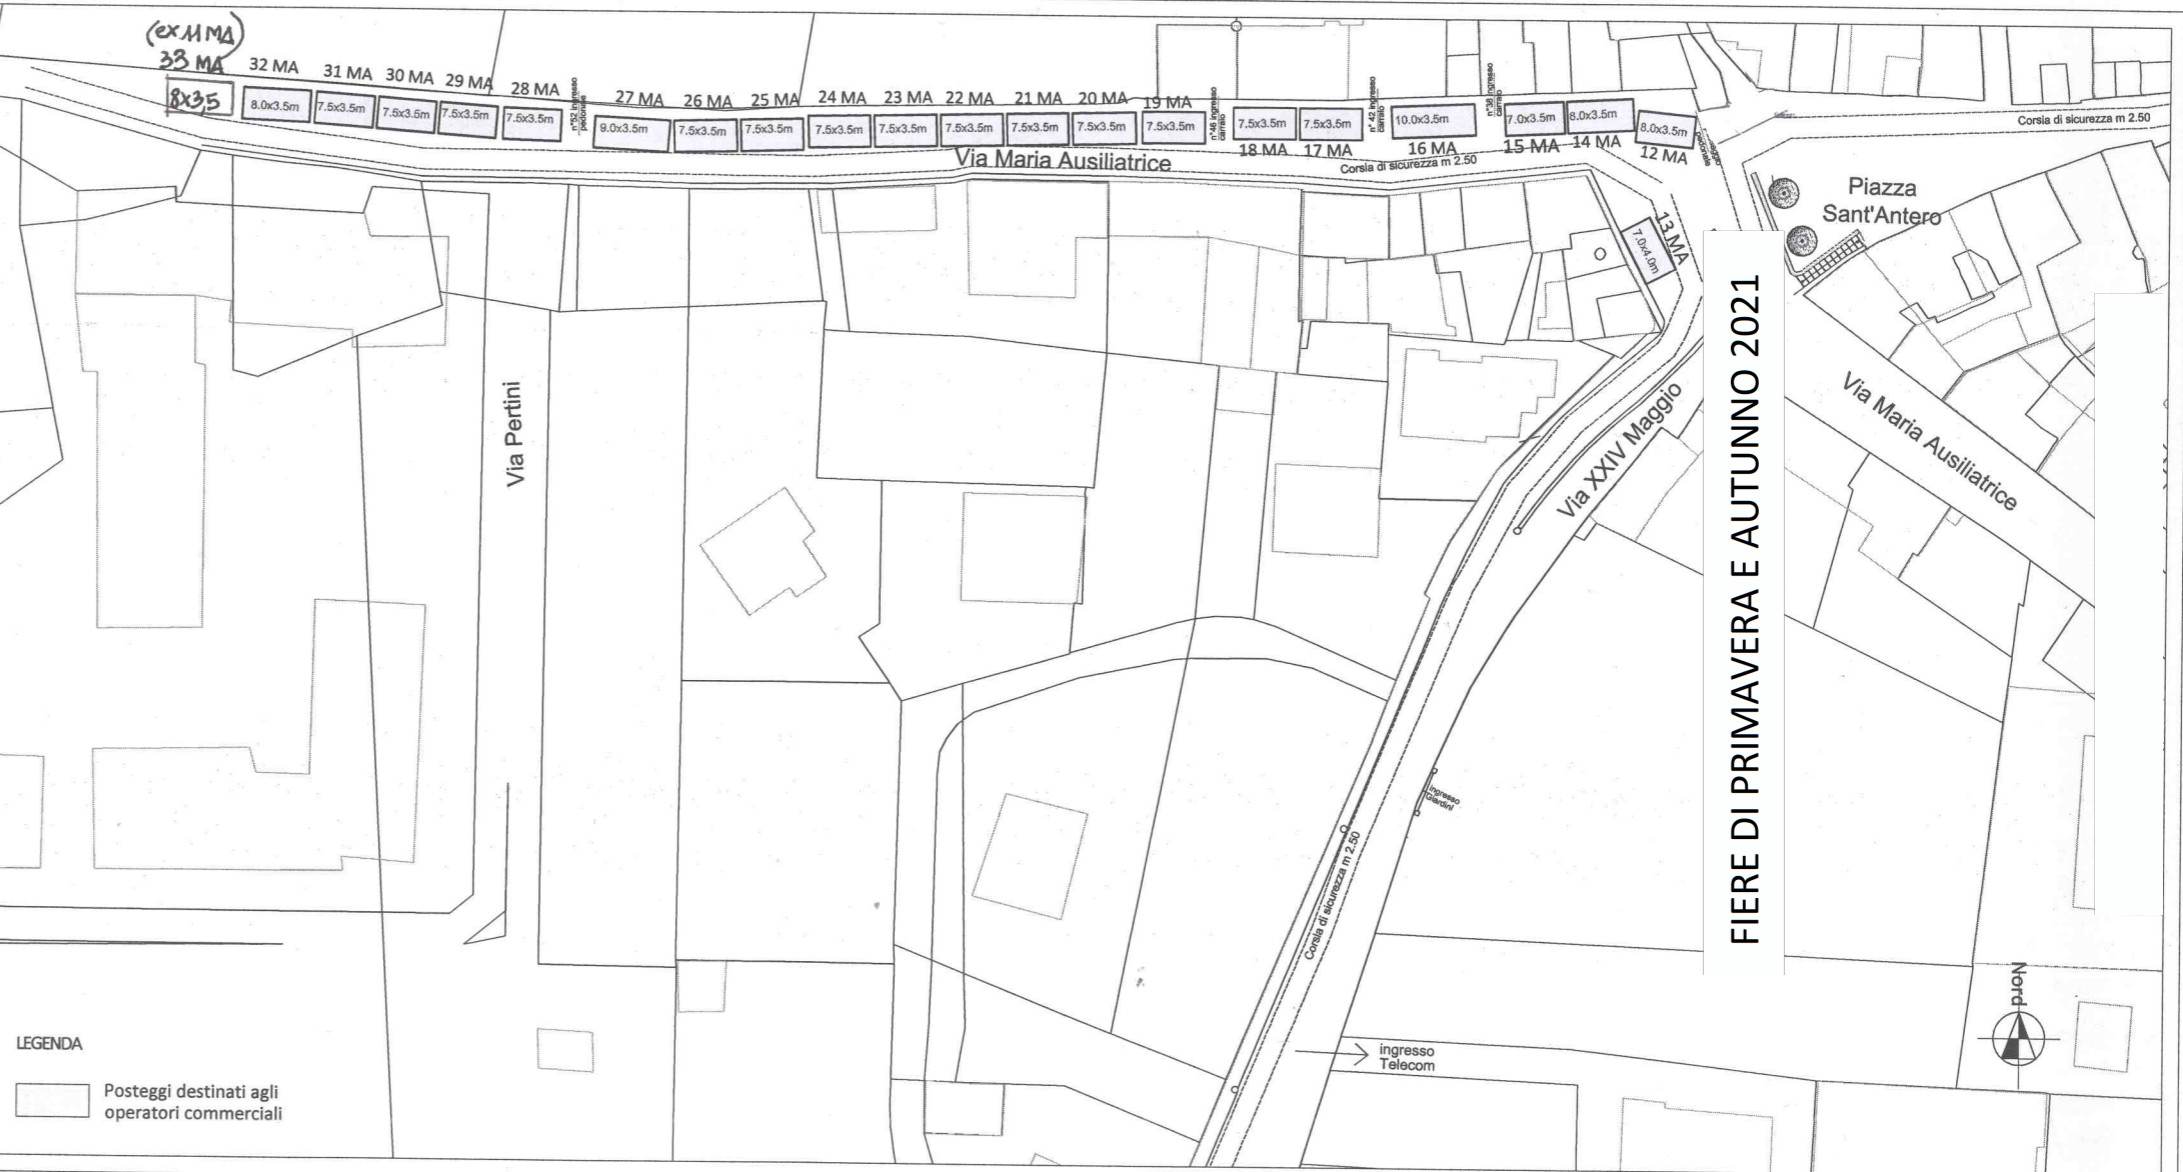 (ex 11 MA)
33 MA
8x3,5
32 MA
8.0x3.5m
31 MA
7.5x3.5m
30 MA
7.5x3.5m
29 MA
7.5x3.5m
28 MA
7.5x3.5m
n°52 ingresso
pedonale
27 MA
9.0x3.5m
26 MA
7.5x3.5m
25 MA
7.5x3.5m
24 MA
7.5x3.5m
23 MA
7.5x3.5m
22 MA
7.5x3.5m
21 MA
7.5x3.5m
20 MA
7.5x3.5m
19 MA
7.5x3.5m
n°46 ingresso
carraio
7.5x3.5m
18 MA
7.5x3.5m
17 MA
n° 42 ingresso
carraio
10.0x3.5m
16 MA
n°38 ingresso
carraio
7.0x3.5m
15 MA
8.0x3.5m
14 MA
8.0x3.5m
12 MA
pedonale
Corsia di sicurezza m 2.50
Via Maria Ausiliatrice
Corsia di sicurezza m 2.50
13 MA
7.0x4.0m
Piazza
Sant'Antero
Via Pertini
Via XXIV Maggio
Via Maria Ausiliatrice
FIERE DI PRIMAVERA E AUTUNNO 2021
ingresso
Giardini
Corsia di sicurezza m 2.50
Nord
ingresso
Telecom
LEGENDA
Posteggi destinati agli
operatori commerciali